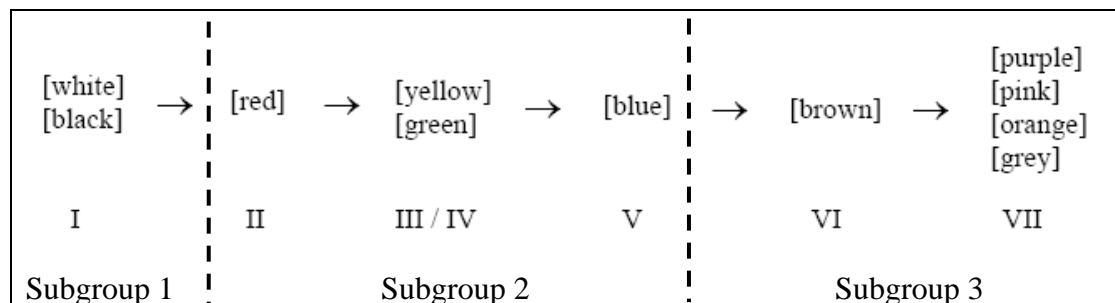 [white]
[black]
→
[red]
→
[yellow]
[green]
→
[blue]
→
[brown]
→
[purple]
[pink]
[orange]
[grey]
I
II
III / IV
V
VI
VII
Subgroup 1
Subgroup 2
Subgroup 3